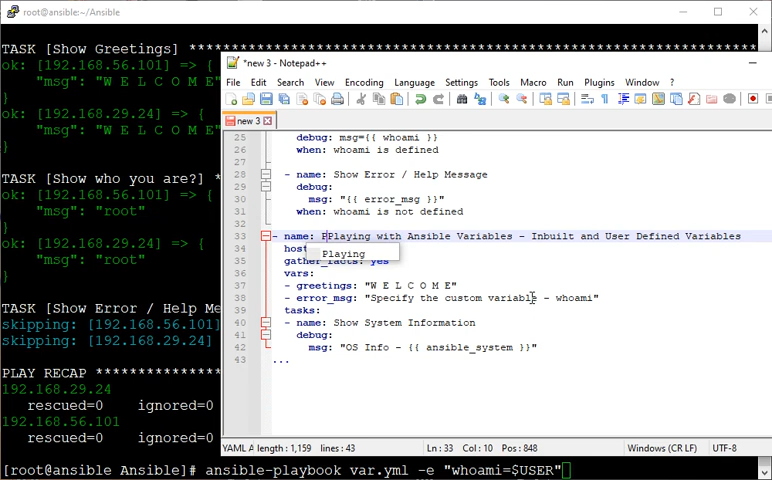 root@ansible:~/Ansible
TASK [Show Greetings] ******************************************************
ok: [192.168.56.101] => {
"msg": "W E L C O M E"
}
ok: [192.168.29.24] => {
"msg": "W E L C O M E"
}
TASK [Show who you are?] *
ok: [192.168.56.101] => {
"msg": "root"
}
ok: [192.168.29.24] => {
"msg": "root"
}
TASK [Show Error / Help Me
skipping: [192.168.56.101]
skipping: [192.168.29.24]
PLAY RECAP ***************
192.168.29.24
rescued=0 ignored=0
192.168.56.101
rescued=0 ignored=0
[root@ansible Ansible]# ansible-playbook var.yml -e "whoami=$USER"
*new 3 - Notepad++
File Edit Search View Encoding Language Settings Tools Macro Run Plugins Window ?
new 3
25 debug: msg={{ whoami }}
26 when: whoami is defined
27
28 - name: Show Error / Help Message
29 debug:
30 msg: "{{ error_msg }}"
31 when: whoami is not defined
32
33 - name: PPlaying with Ansible Variables - Inbuilt and User Defined Variables
34 host
Playing
35 gather_facts: yes
36 vars:
37 - greetings: "W E L C O M E"
38 - error_msg: "Specify the custom variable - whoami"
39 tasks:
40 - name: Show System Information
41 debug:
42 msg: "OS Info - {{ ansible_system }}"
43 ...
YAML A length : 1,159 lines : 43 Ln : 33 Col : 10 Pos : 848 Windows (CR LF) UTF-8